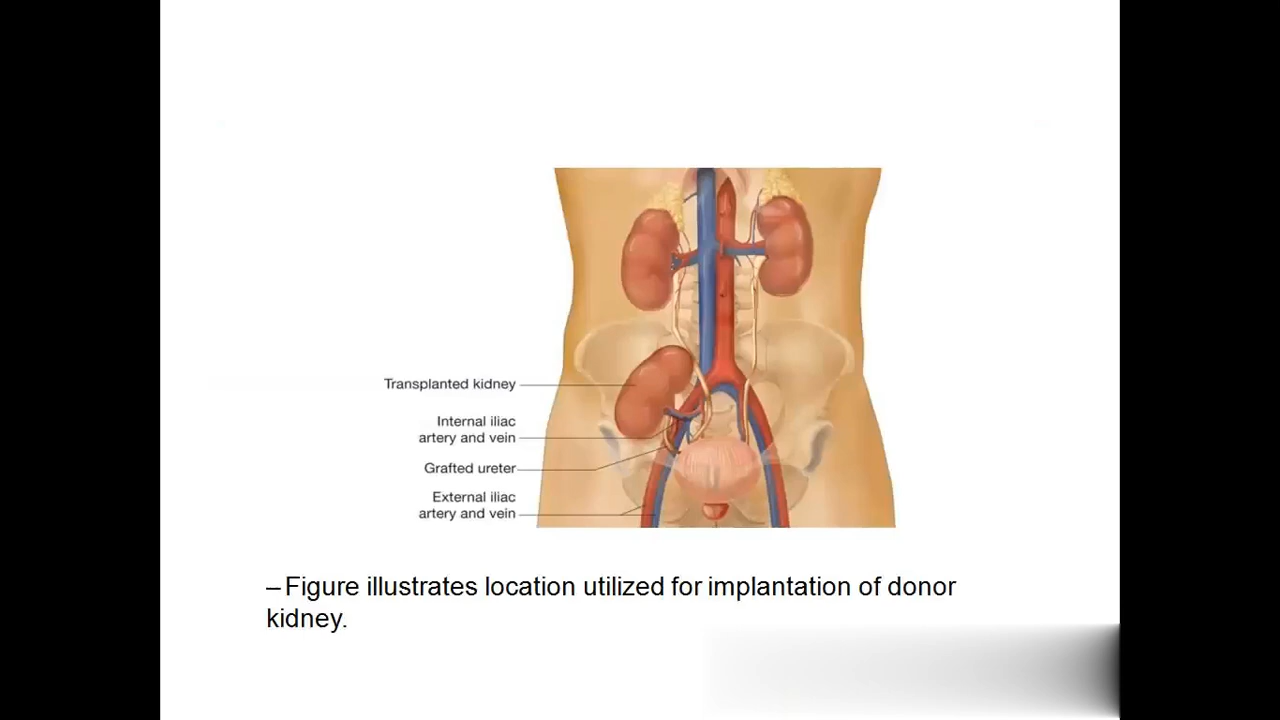 Transplanted kidney
Internal iliac
artery and vein
Grafted ureter
External iliac
artery and vein
– Figure illustrates location utilized for implantation of donor
kidney.